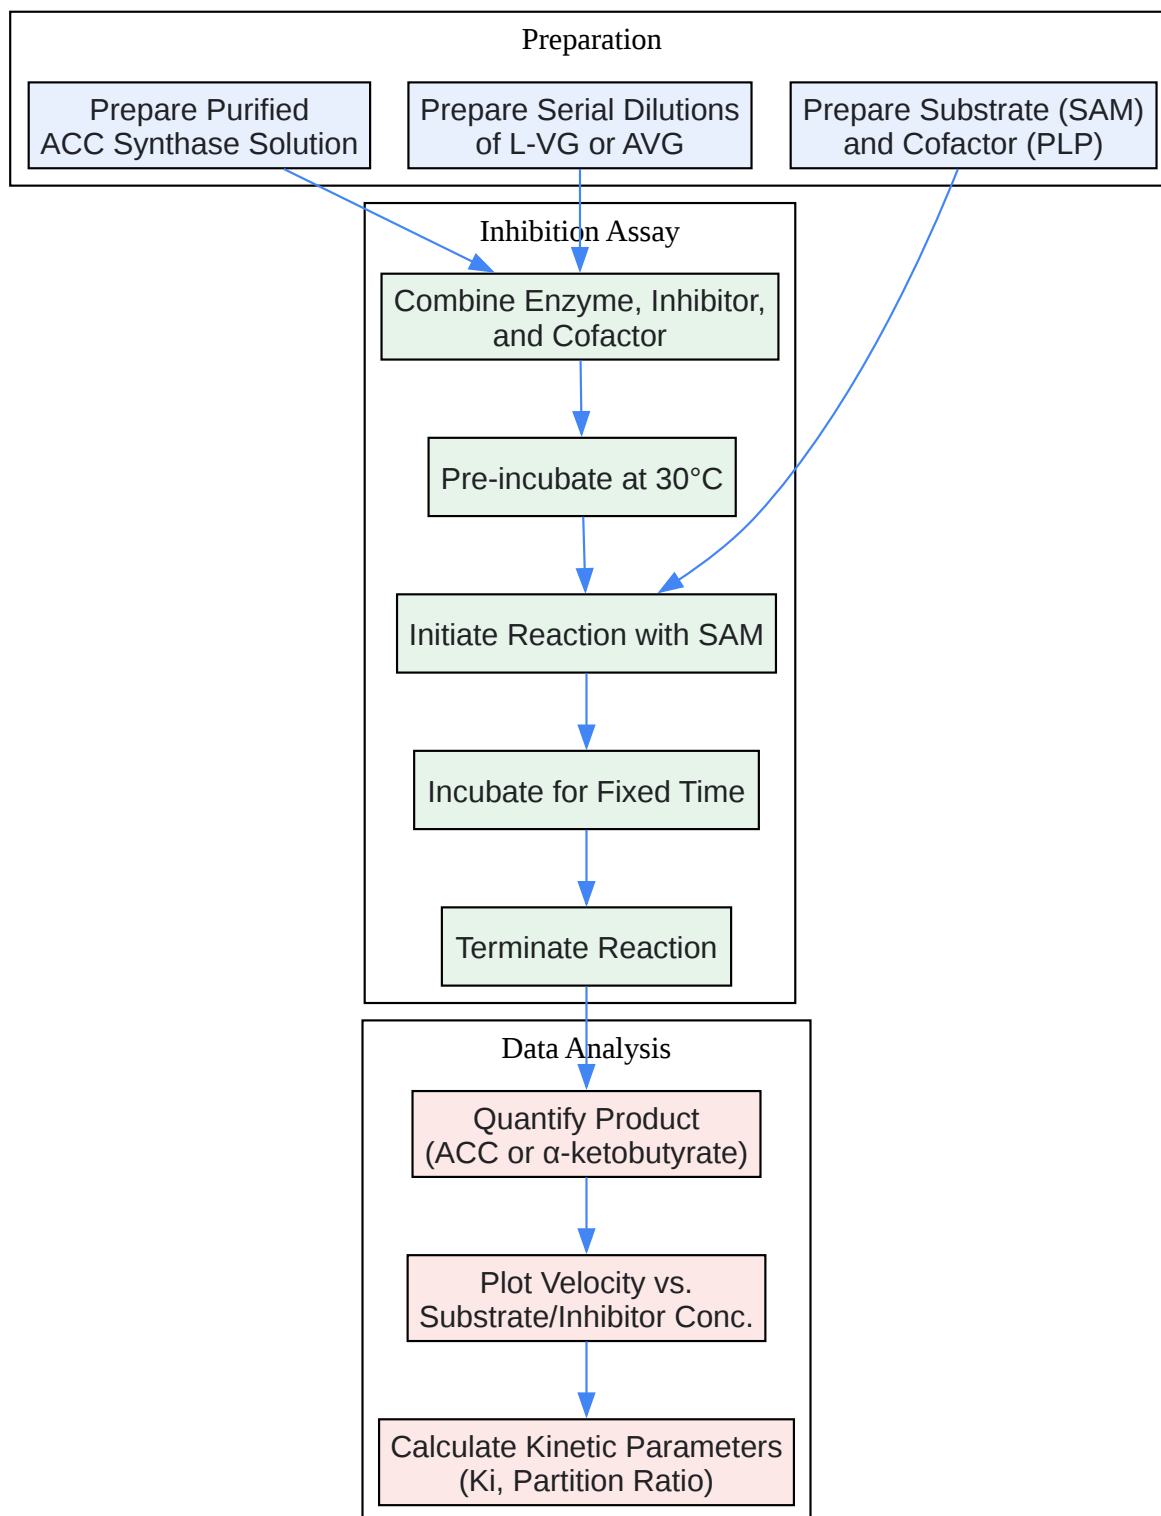 Preparation
Prepare Purified
ACC Synthase Solution
Prepare Serial Dilutions
of L-VG or AVG
Prepare Substrate (SAM)
and Cofactor (PLP)
Inhibition Assay
Combine Enzyme, Inhibitor,
and Cofactor
Pre-incubate at 30°C
Initiate Reaction with SAM
Incubate for Fixed Time
Terminate Reaction
Data Analysis
Quantify Product
(ACC or α-ketobutyrate)
Plot Velocity vs.
Substrate/Inhibitor Conc.
Calculate Kinetic Parameters
(Ki, Partition Ratio)